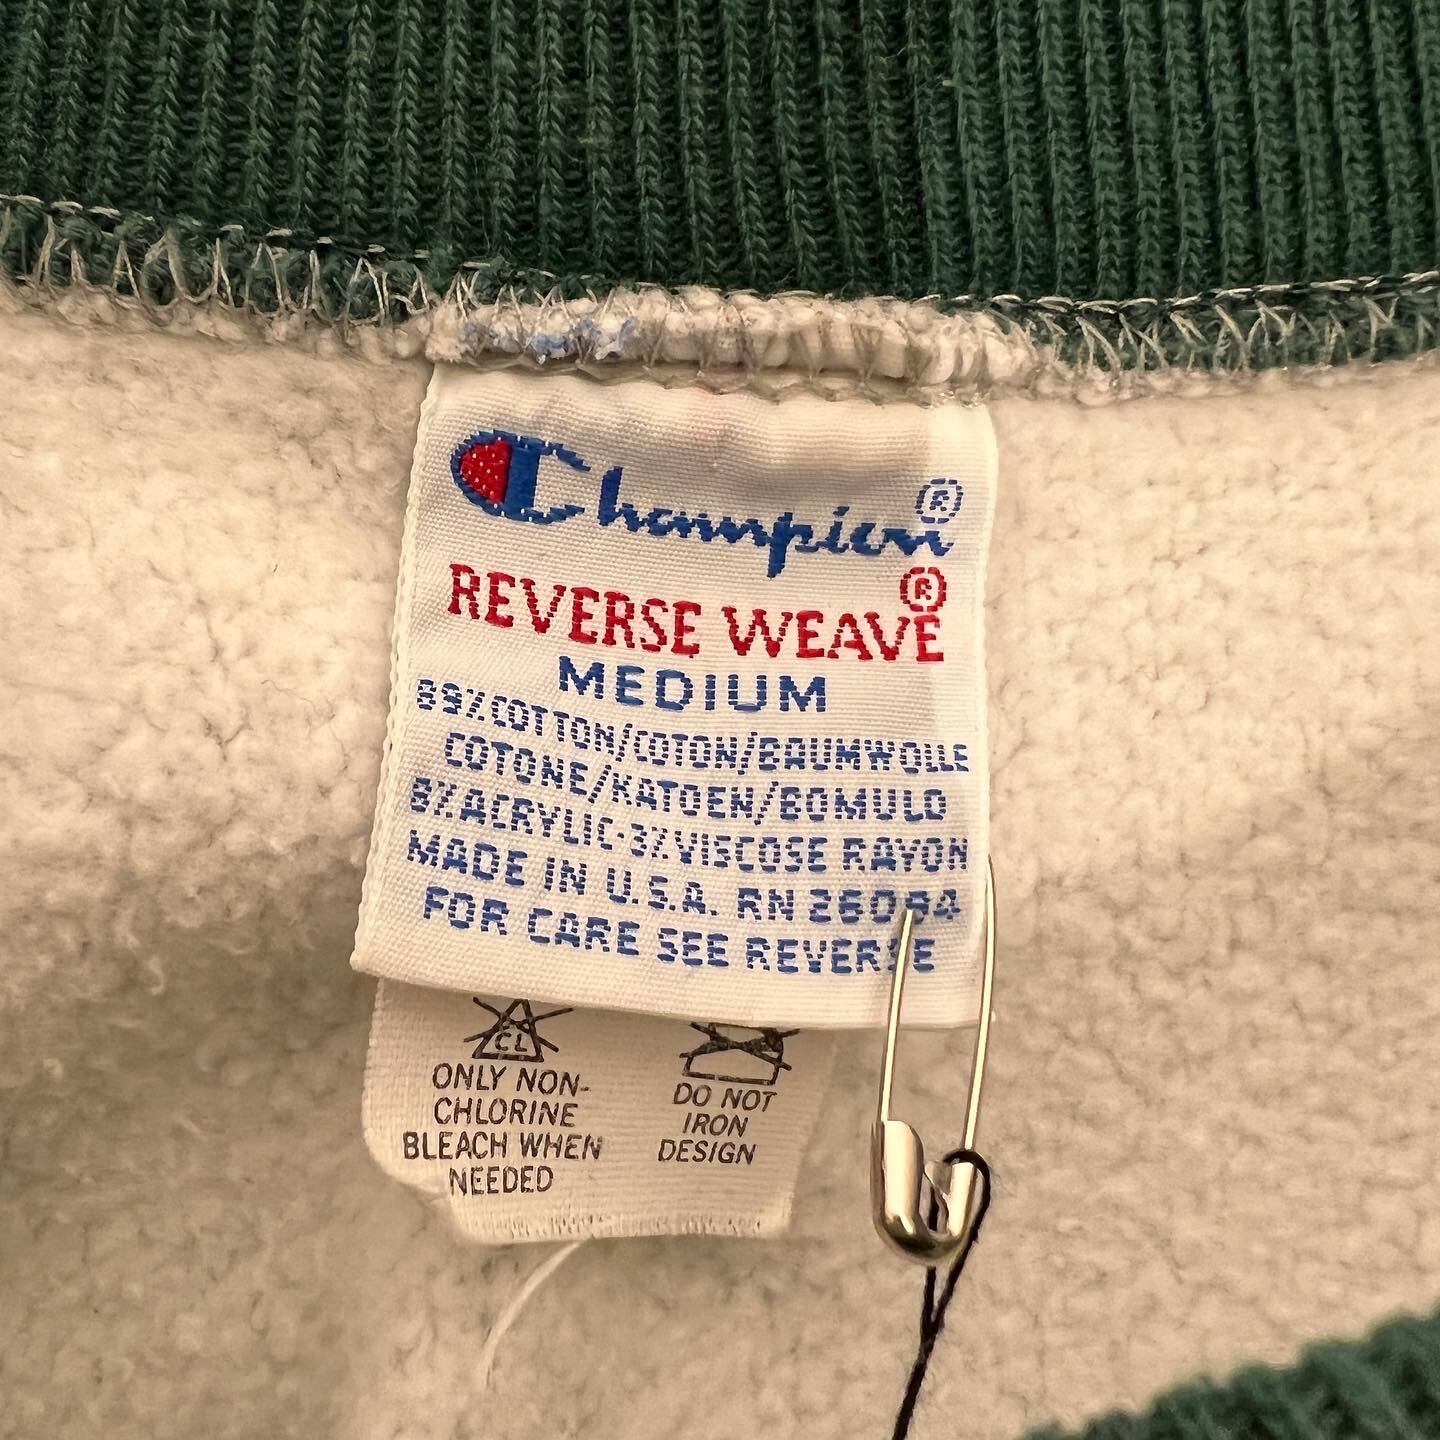 Champion®
REVERSE WEAVE®
MEDIUM
89% COTTON/COTON/BAUMWOLLE
COTONE/KATOEN/BOMULD
8% ACRYLIC-3% VISCOSE RAYON
MADE IN U.S.A. RN 26094
FOR CARE SEE REVERSE
CL
ONLY NON-
CHLORINE
BLEACH WHEN
NEEDED
DO NOT
IRON
DESIGN